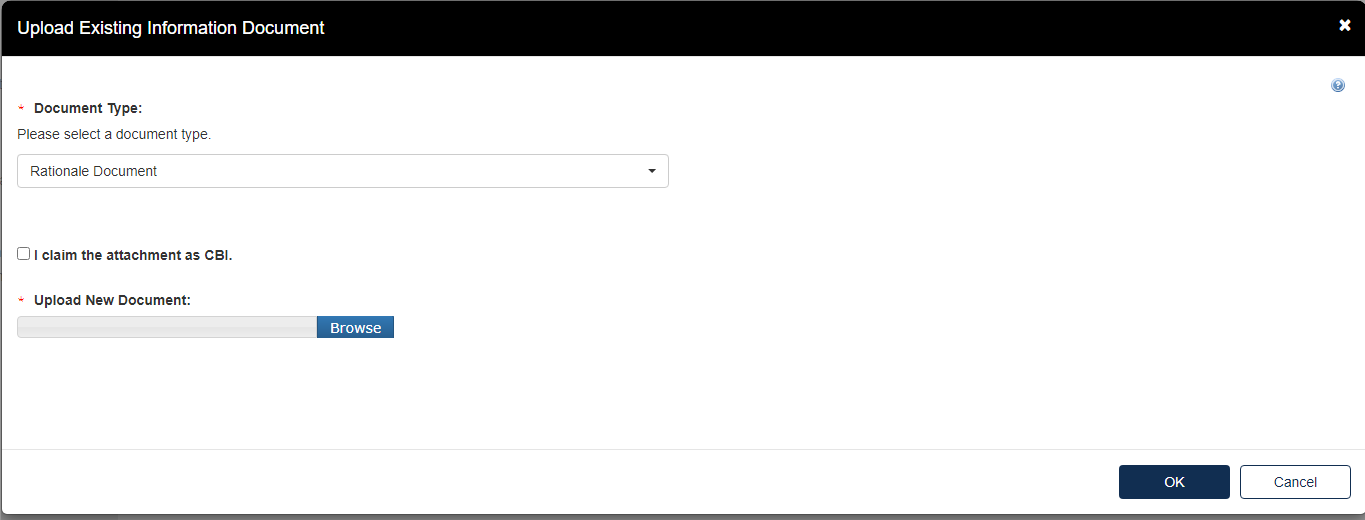 Upload Existing Information Document
* Document Type:
Please select a document type.
Rationale Document
I claim the attachment as CBI.
* Upload New Document:
Browse
OK
Cancel